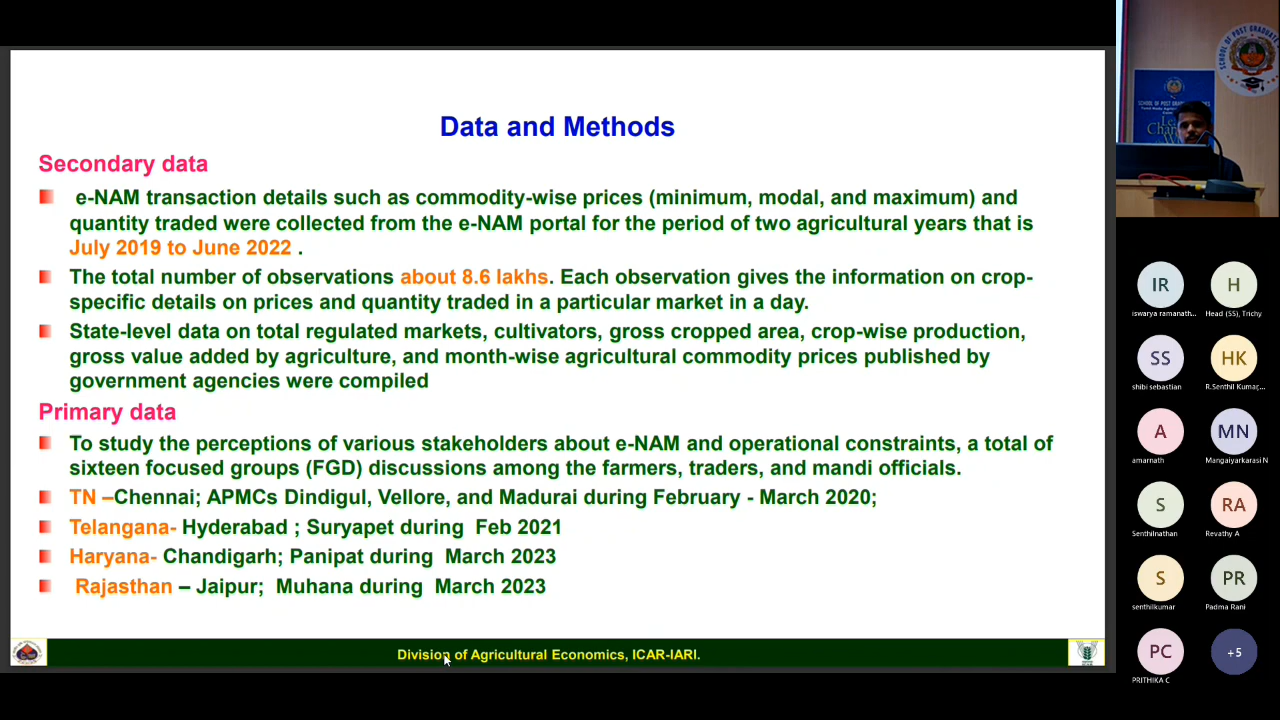 Data and Methods
Secondary data
e-NAM transaction details such as commodity-wise prices (minimum, modal, and maximum) and
quantity traded were collected from the e-NAM portal for the period of two agricultural years that is
July 2019 to June 2022 .
The total number of observations about 8.6 lakhs. Each observation gives the information on crop-
specific details on prices and quantity traded in a particular market in a day.
State-level data on total regulated markets, cultivators, gross cropped area, crop-wise production,
gross value added by agriculture, and month-wise agricultural commodity prices published by
government agencies were compiled
Primary data
To study the perceptions of various stakeholders about e-NAM and operational constraints, a total of
sixteen focused groups (FGD) discussions among the farmers, traders, and mandi officials.
TN –Chennai; APMCs Dindigul, Vellore, and Madurai during February - March 2020;
Telangana- Hyderabad ; Suryapet during Feb 2021
Haryana- Chandigarh; Panipat during March 2023
Rajasthan – Jaipur; Muhana during March 2023
Division of Agricultural Economics, ICAR-IARI.
SCHOOL OF POST GRADUATE
IR
H
iswarya ramanath...
Head (SS), Trichy
SS
HK
shibi sebastian
R.Senthil Kumar,...
A
MN
amarnath
Mangaiyarkarasi N
S
RA
Senthilnathan
Revathy A
S
PR
senthilkumar
Padma Rani
PC
+5
PRITHIKA C